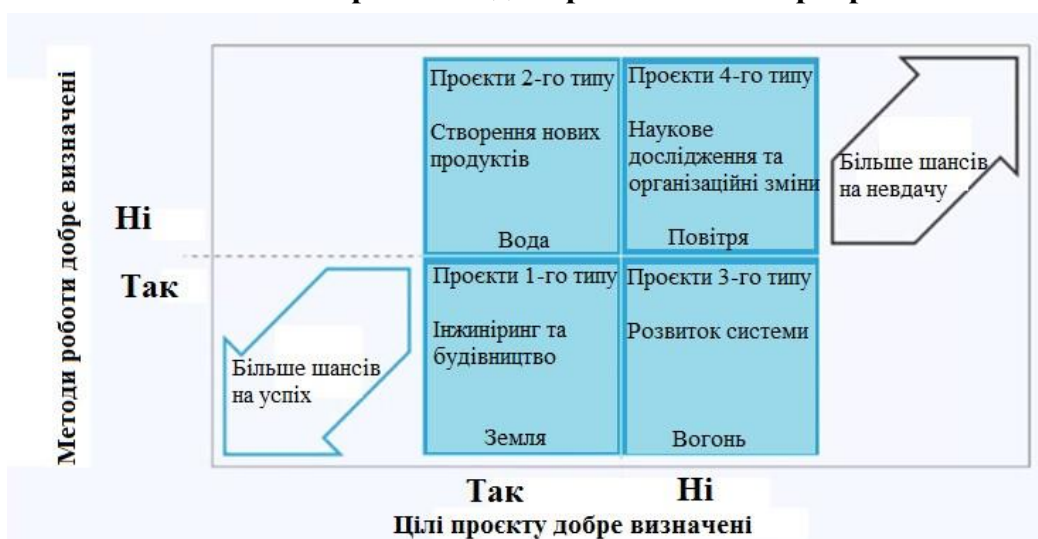 Методи роботи добре визначені
Ні
Так
Проєкти 2-го типу
Створення нових
продуктів
Вода
Проєкти 4-го типу
Наукове
дослідження та
організаційні зміни
Повітря
Більше шансів
на невдачу
Більше шансів
на успіх
Проєкти 1-го типу
Інжиніринг та
будівництво
Земля
Проєкти 3-го типу
Розвиток системи
Вогонь
Так
Ні
Цілі проєкту добре визначені